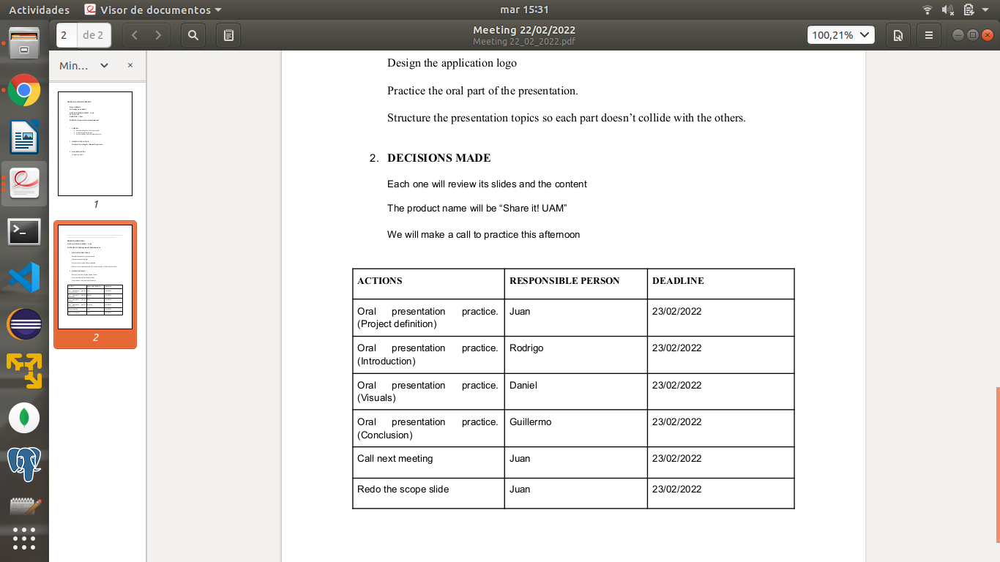 Actividades
Visor de documentos
mar 15:31
2
de 2
Meeting 22/02/2022
Meeting 22_02_2022.pdf
100,21%
Min...
1
2
Design the application logo
Practice the oral part of the presentation.
Structure the presentation topics so each part doesn’t collide with the others.
2. DECISIONS MADE
Each one will review its slides and the content
The product name will be “Share it! UAM”
We will make a call to practice this afternoon
ACTIONS RESPONSIBLE PERSON DEADLINE
Oral presentation practice. Juan 23/02/2022
(Project definition)
Oral presentation practice. Rodrigo 23/02/2022
(Introduction)
Oral presentation practice. Daniel 23/02/2022
(Visuals)
Oral presentation practice. Guillermo 23/02/2022
(Conclusion)
Call next meeting Juan 23/02/2022
Redo the scope slide Juan 23/02/2022